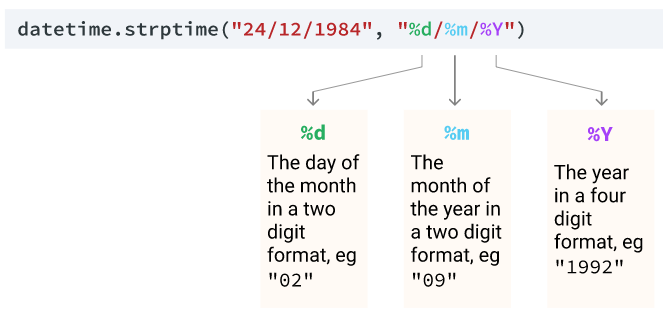 datetime.strptime("24/12/1984", "%d/%m/%Y")
%d
The day of
the month
in a two
digit
format, eg
"02"
%m
The
month of
the year in
a two digit
format, eg
"09"
%Y
The year
in a four
digit
format, eg
"1992"